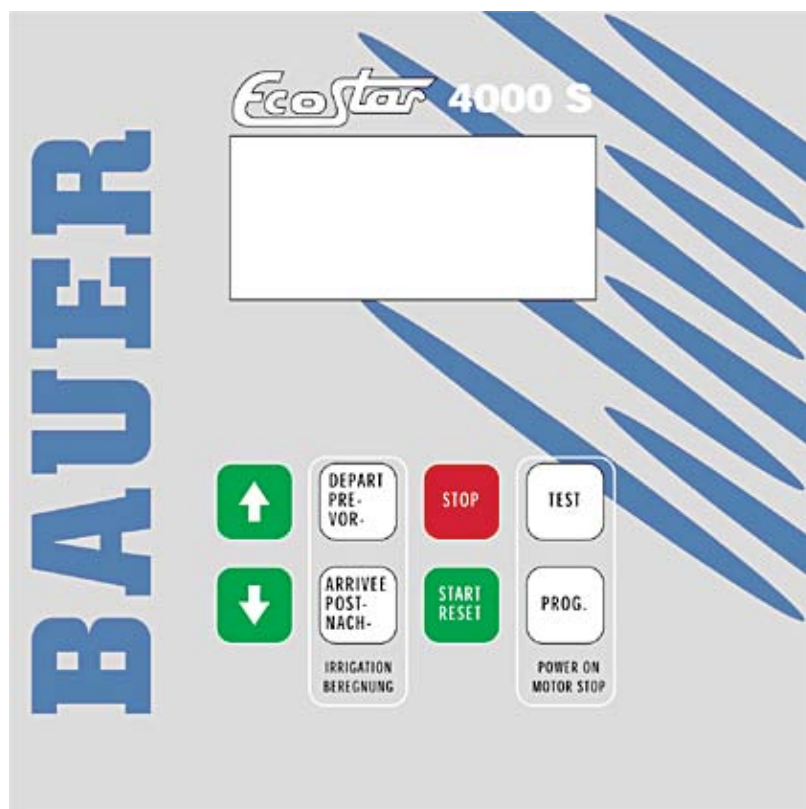 EcoStar 4000 S
BAUER
DEPART
PRE-
VOR-
STOP
TEST
ARRIVEE
POST-
NACH-
START
RESET
PROG.
IRRIGATION
BEREGNUNG
POWER ON
MOTOR STOP